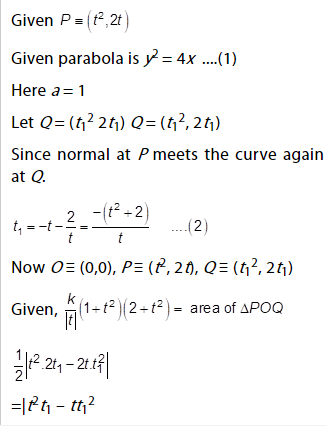 Given P ≡ (t², 2t)
Given parabola is y² = 4x ....(1)
Here a = 1
Let Q= (t₁² 2t₁) Q= (t₁², 2t₁)
Since normal at P meets the curve again
at Q.
t₁ = -t - 2/t = -(t² + 2)/t ....(2)
Now O≡ (0,0), P≡ (t², 2t), Q≡ (t₁², 2t₁)
Given, k/|t| (1+t²)(2+t²) = area of ΔPOQ
1/2 |t².2t₁ – 2t.t₁²|
=|t²t₁ – tt₁²